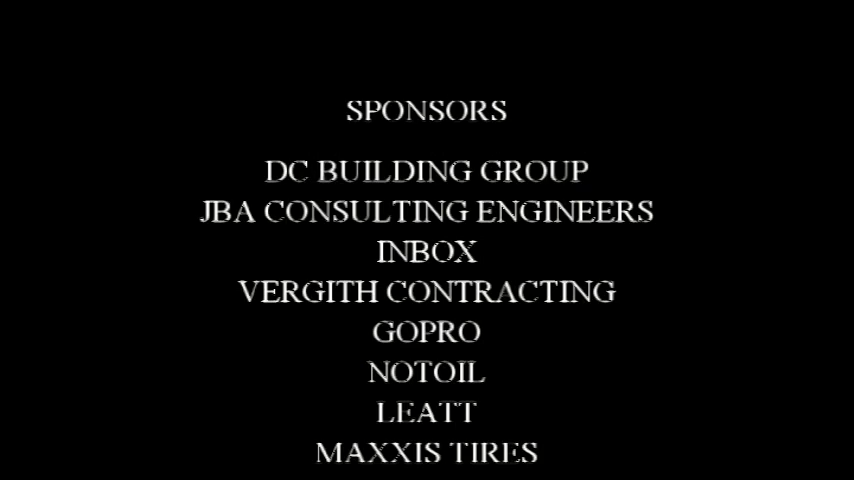 SPONSORS
DC BUILDING GROUP
JBA CONSULTING ENGINEERS
INBOX
VERGITH CONTRACTING
GOPRO
NOTOIL
LEATT
MAXXIS TIRES